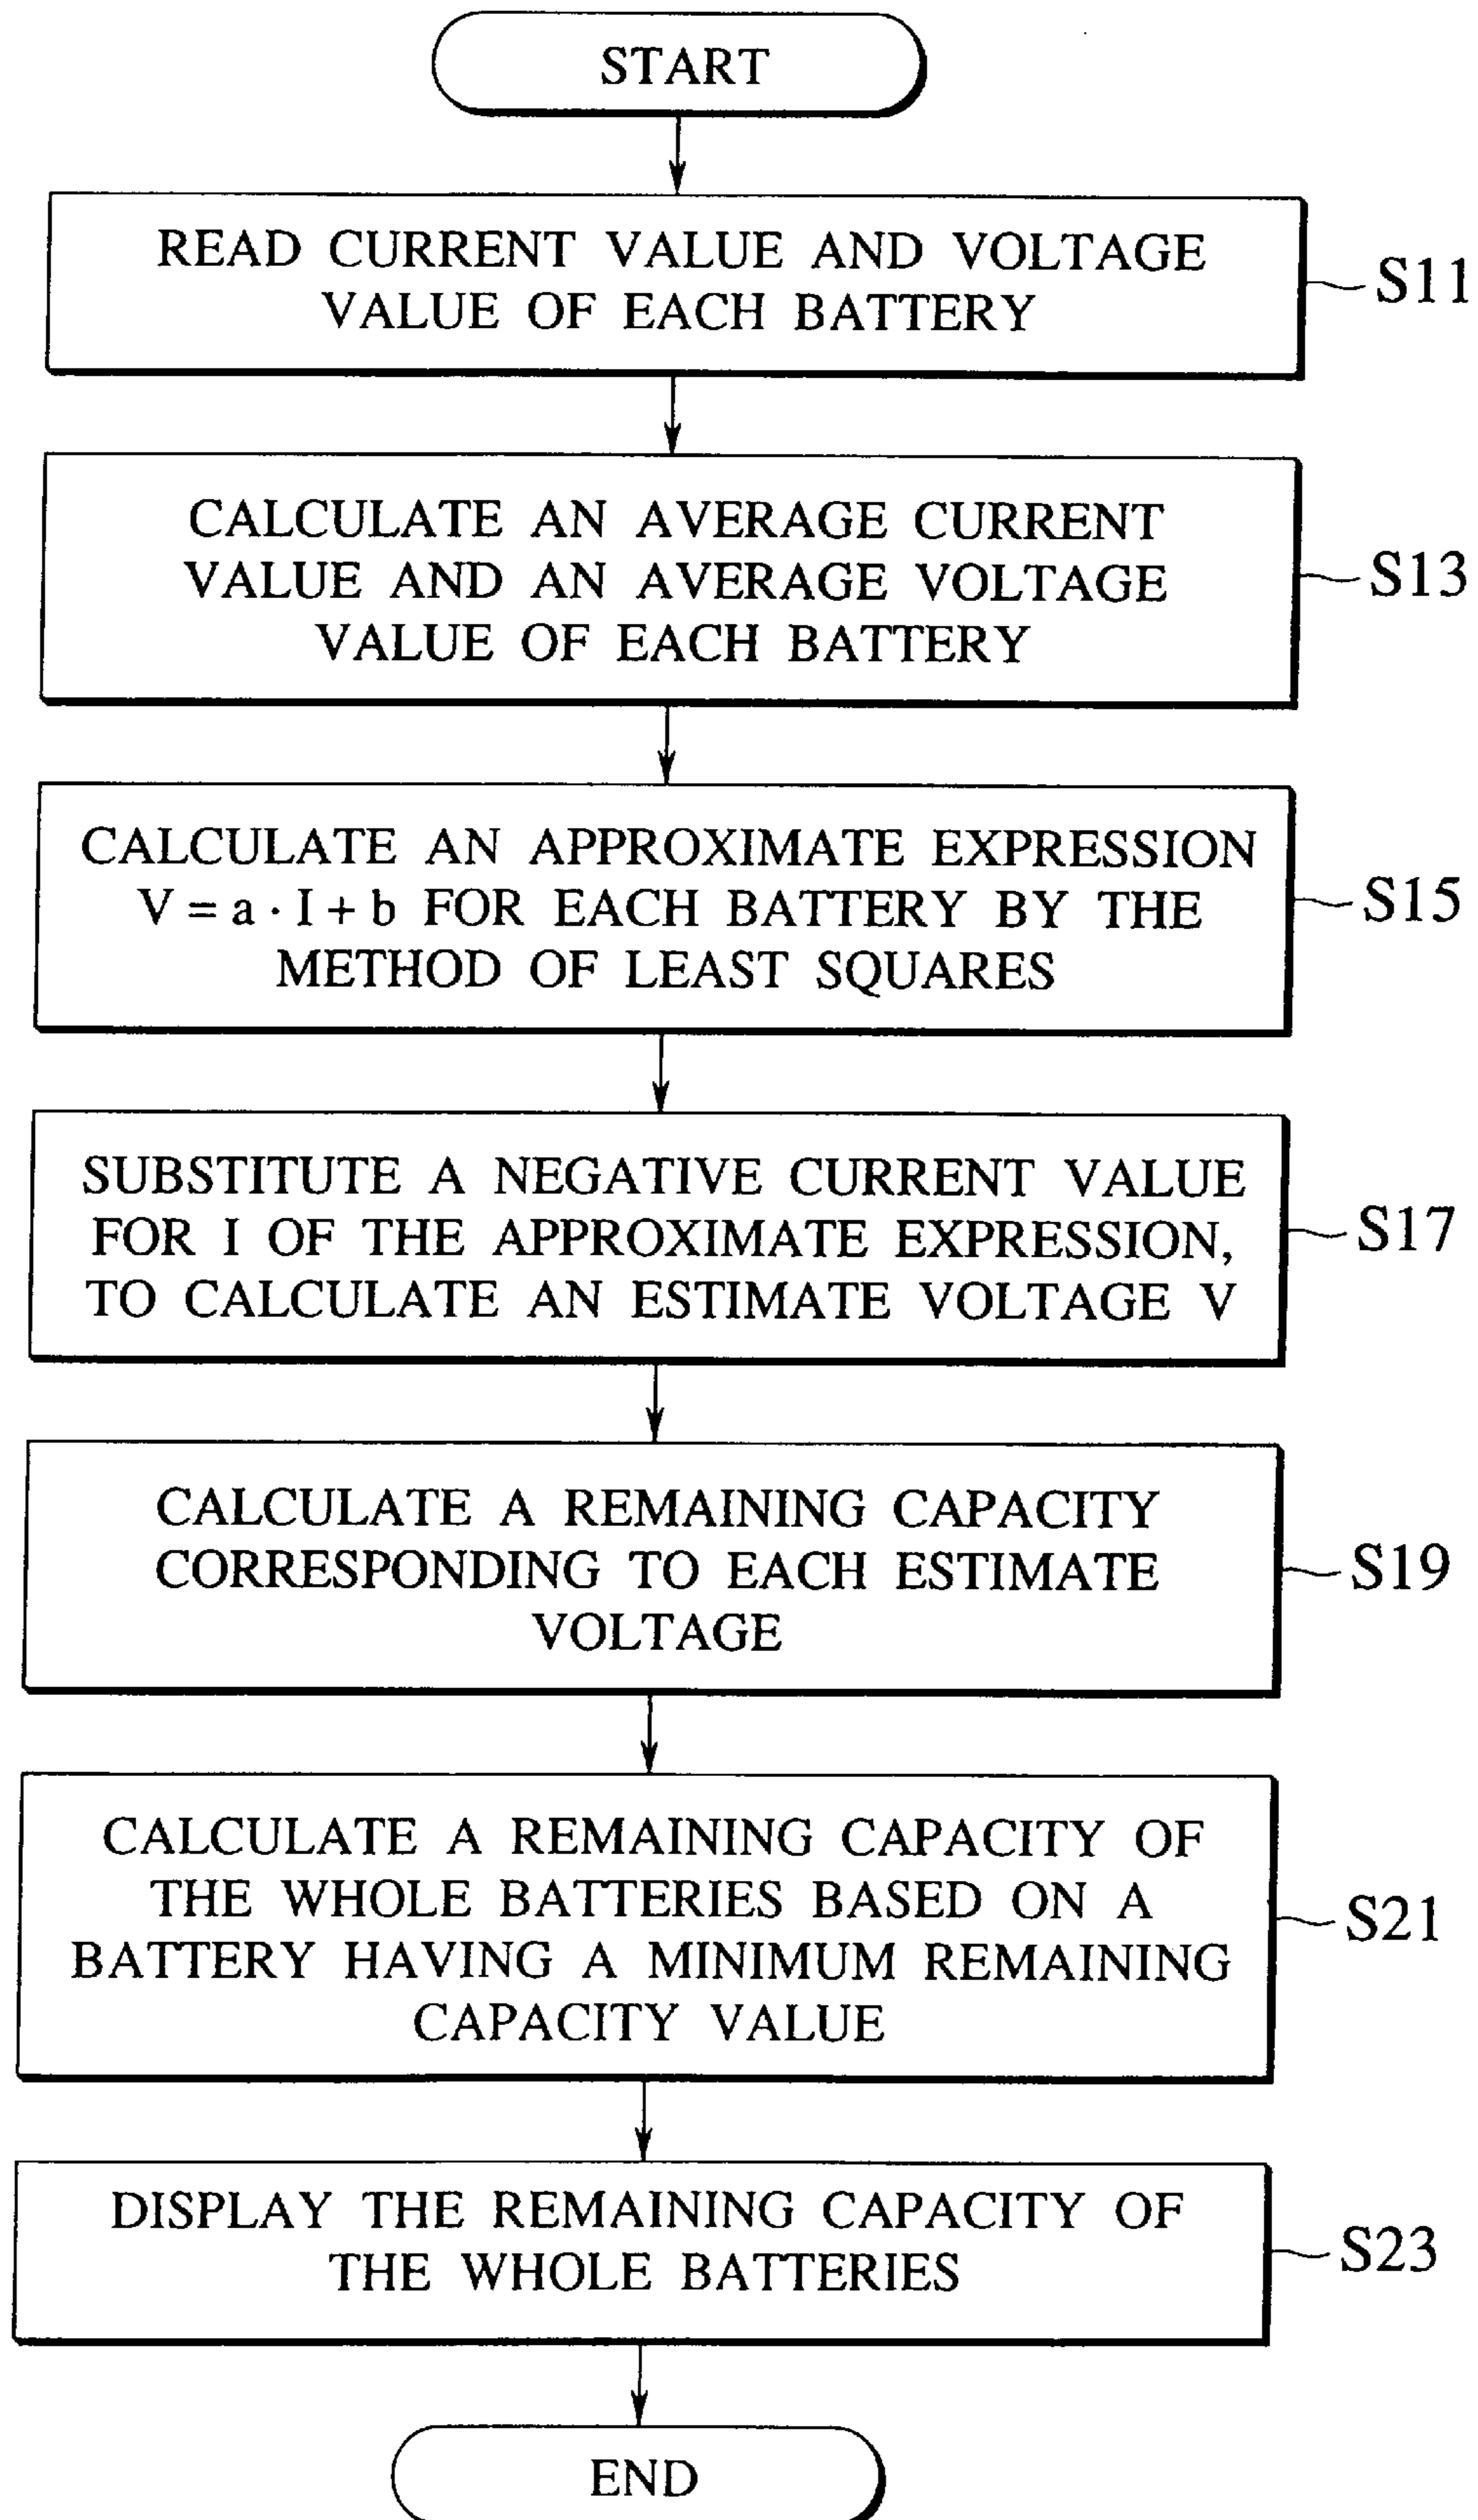 START
READ CURRENT VALUE AND VOLTAGE
VALUE OF EACH BATTERY
S11
CALCULATE AN AVERAGE CURRENT
VALUE AND AN AVERAGE VOLTAGE
VALUE OF EACH BATTERY
S13
CALCULATE AN APPROXIMATE EXPRESSION
V = a · I + b FOR EACH BATTERY BY THE
METHOD OF LEAST SQUARES
S15
SUBSTITUTE A NEGATIVE CURRENT VALUE
FOR I OF THE APPROXIMATE EXPRESSION,
TO CALCULATE AN ESTIMATE VOLTAGE V
S17
CALCULATE A REMAINING CAPACITY
CORRESPONDING TO EACH ESTIMATE
VOLTAGE
S19
CALCULATE A REMAINING CAPACITY OF
THE WHOLE BATTERIES BASED ON A
BATTERY HAVING A MINIMUM REMAINING
CAPACITY VALUE
S21
DISPLAY THE REMAINING CAPACITY OF
THE WHOLE BATTERIES
S23
END